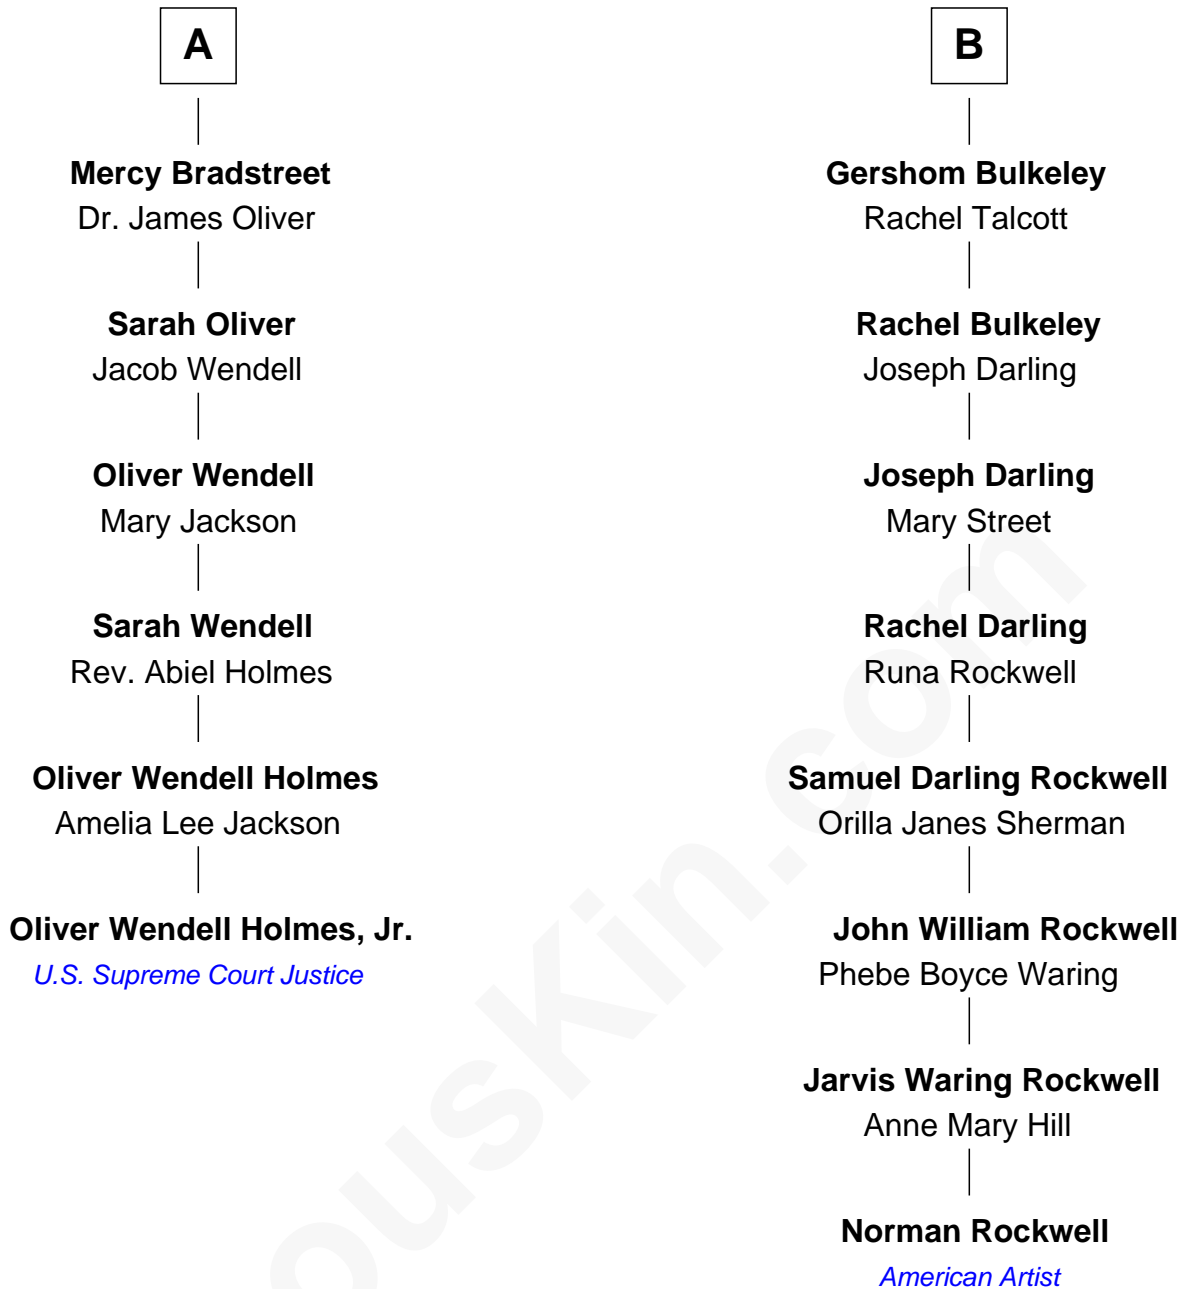 A
Mercy Bradstreet
Dr. James Oliver
Sarah Oliver
Jacob Wendell
Oliver Wendell
Mary Jackson
Sarah Wendell
Rev. Abiel Holmes
Oliver Wendell Holmes
Amelia Lee Jackson
Oliver Wendell Holmes, Jr.
U.S. Supreme Court Justice
B
Gershom Bulkeley
Rachel Talcott
Rachel Bulkeley
Joseph Darling
Joseph Darling
Mary Street
Rachel Darling
Runa Rockwell
Samuel Darling Rockwell
Orilla Janes Sherman
John William Rockwell
Phebe Boyce Waring
Jarvis Waring Rockwell
Anne Mary Hill
Norman Rockwell
American Artist
ousKin.com